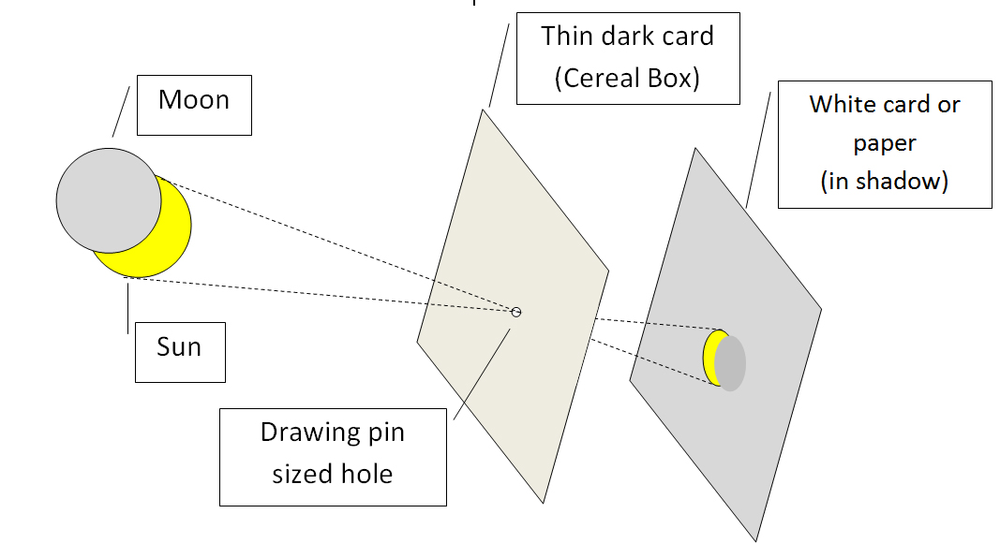 Thin dark card
(Cereal Box)
Moon
White card or
paper
(in shadow)
Sun
Drawing pin
sized hole